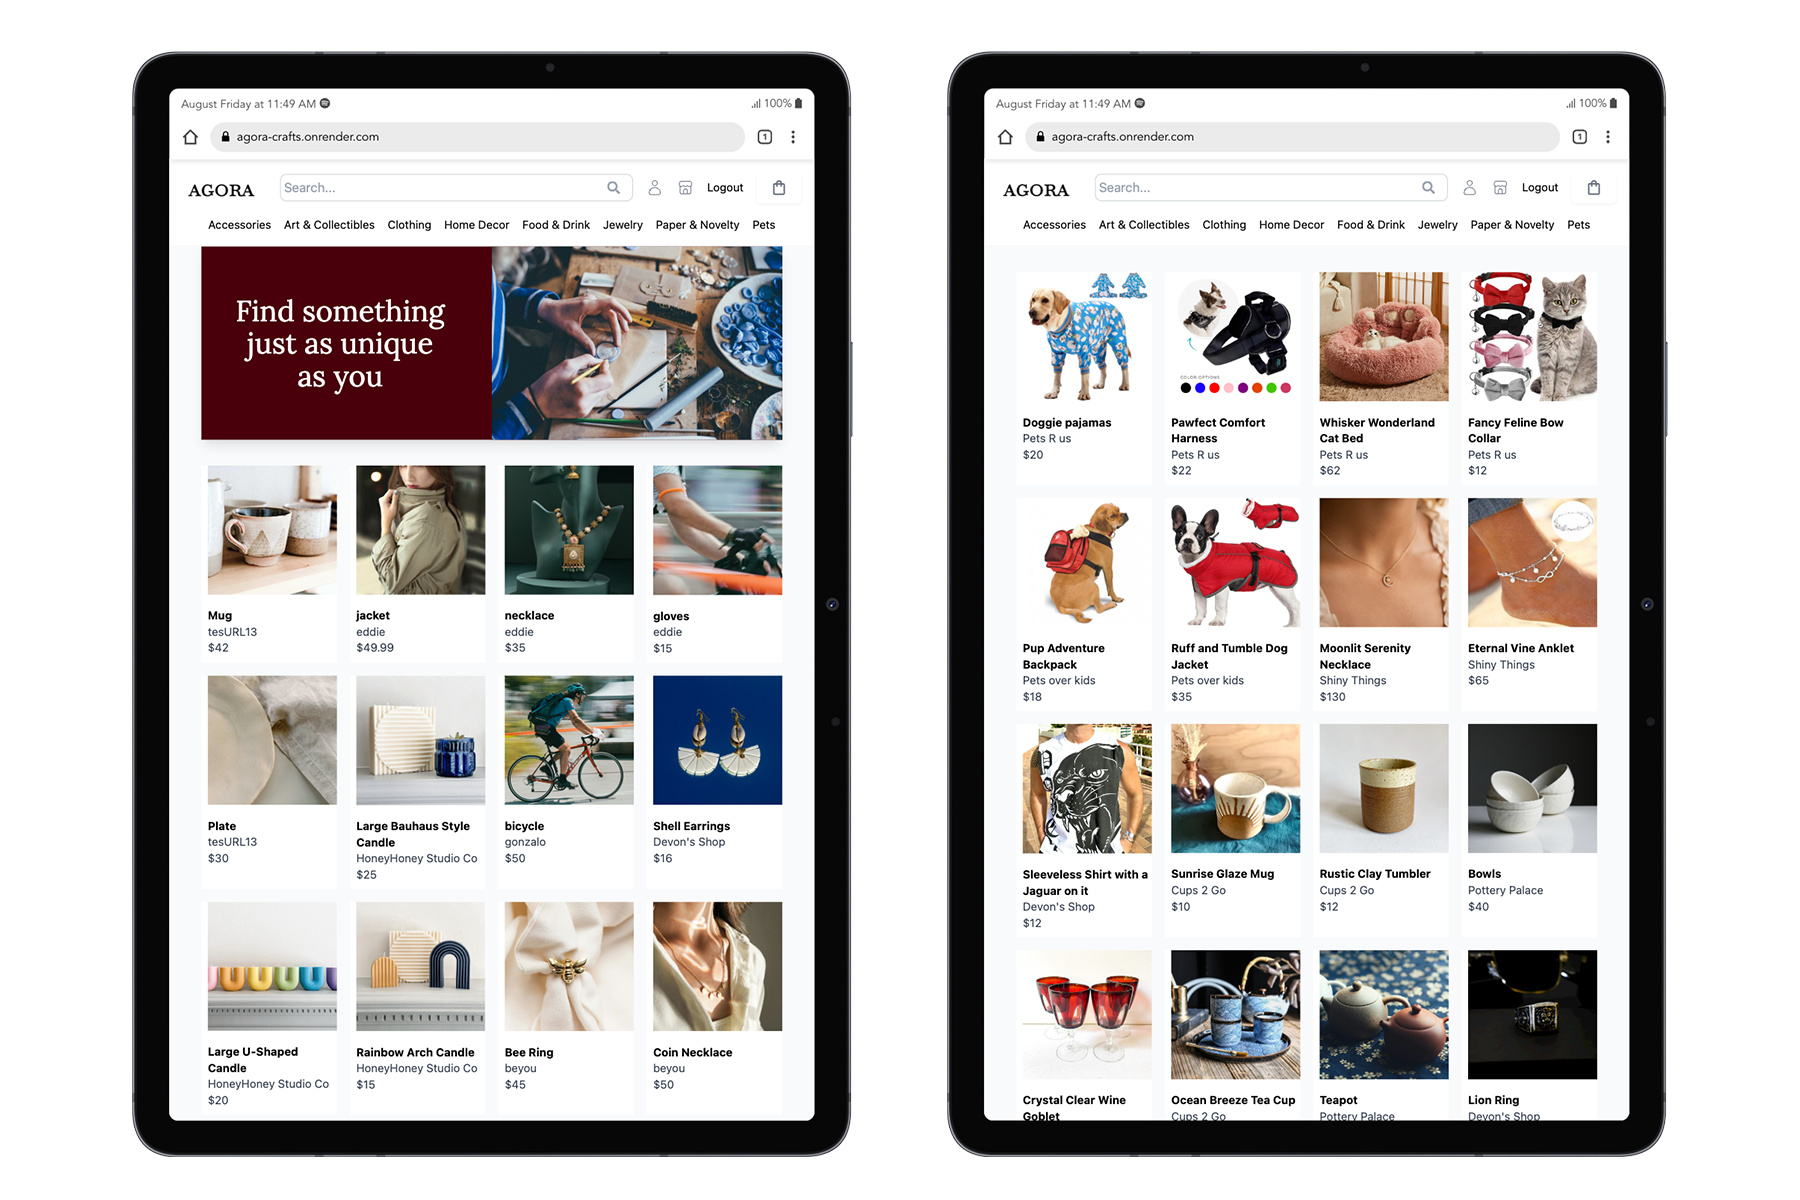 August Friday at 11:49 AM
100%
agora-crafts.onrender.com
1
AGORA
Search...
Logout
Accessories Art & Collectibles Clothing Home Decor Food & Drink Jewelry Paper & Novelty Pets
Find something
just as unique
as you
Mug
tesURL13
$42
jacket
eddie
$49.99
necklace
eddie
$35
gloves
eddie
$15
Plate
tesURL13
$30
Large Bauhaus Style
Candle
HoneyHoney Studio Co
$25
bicycle
gonzalo
$50
Shell Earrings
Devon's Shop
$16
Large U-Shaped
Candle
HoneyHoney Studio Co
$20
Rainbow Arch Candle
HoneyHoney Studio Co
$15
Bee Ring
beyou
$45
Coin Necklace
beyou
$50
August Friday at 11:49 AM
100%
agora-crafts.onrender.com
1
AGORA
Search...
Logout
Accessories Art & Collectibles Clothing Home Decor Food & Drink Jewelry Paper & Novelty Pets
COLOR OPTIONS
Doggie pajamas
Pets R us
$20
Pawfect Comfort
Harness
Pets R us
$22
Whisker Wonderland
Cat Bed
Pets R us
$62
Fancy Feline Bow
Collar
Pets R us
$12
Pup Adventure
Backpack
Pets over kids
$18
Ruff and Tumble Dog
Jacket
Pets over kids
$35
Moonlit Serenity
Necklace
Shiny Things
$130
Eternal Vine Anklet
Shiny Things
$65
Sleeveless Shirt with a
Jaguar on it
Devon's Shop
$12
Sunrise Glaze Mug
Cups 2 Go
$10
Rustic Clay Tumbler
Cups 2 Go
$12
Bowls
Pottery Palace
$40
Crystal Clear Wine
Goblet
Ocean Breeze Tea Cup
Cups 2 Go
Teapot
Pottery Palace
Lion Ring
Devon's Shop